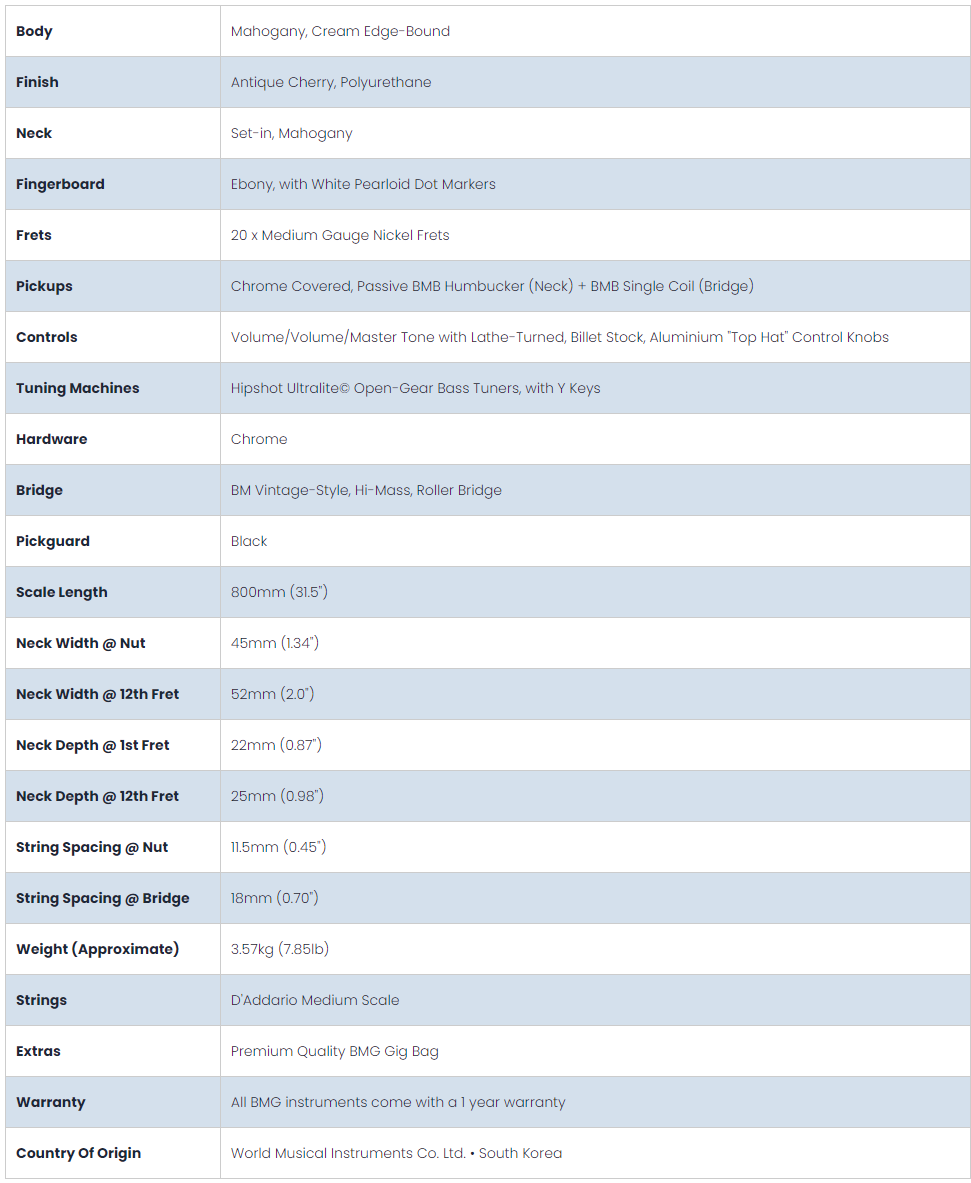 Body Mahogany, Cream Edge-Bound
Finish Antique Cherry, Polyurethane
Neck Set-in, Mahogany
Fingerboard Ebony, with White Pearloid Dot Markers
Frets 20 x Medium Gauge Nickel Frets
Pickups Chrome Covered, Passive BMB Humbucker (Neck) + BMB Single Coil (Bridge)
Controls Volume/Volume/Master Tone with Lathe-Turned, Billet Stock, Aluminium "Top Hat" Control Knobs
Tuning Machines Hipshot Ultralite© Open-Gear Bass Tuners, with Y Keys
Hardware Chrome
Bridge BM Vintage-Style, Hi-Mass, Roller Bridge
Pickguard Black
Scale Length 800mm (31.5")
Neck Width @ Nut 45mm (1.34")
Neck Width @ 12th Fret 52mm (2.0")
Neck Depth @ 1st Fret 22mm (0.87")
Neck Depth @ 12th Fret 25mm (0.98")
String Spacing @ Nut 11.5mm (0.45")
String Spacing @ Bridge 18mm (0.70")
Weight (Approximate) 3.57kg (7.85lb)
Strings D'Addario Medium Scale
Extras Premium Quality BMG Gig Bag
Warranty All BMG instruments come with a 1 year warranty
Country Of Origin World Musical Instruments Co. Ltd. • South Korea